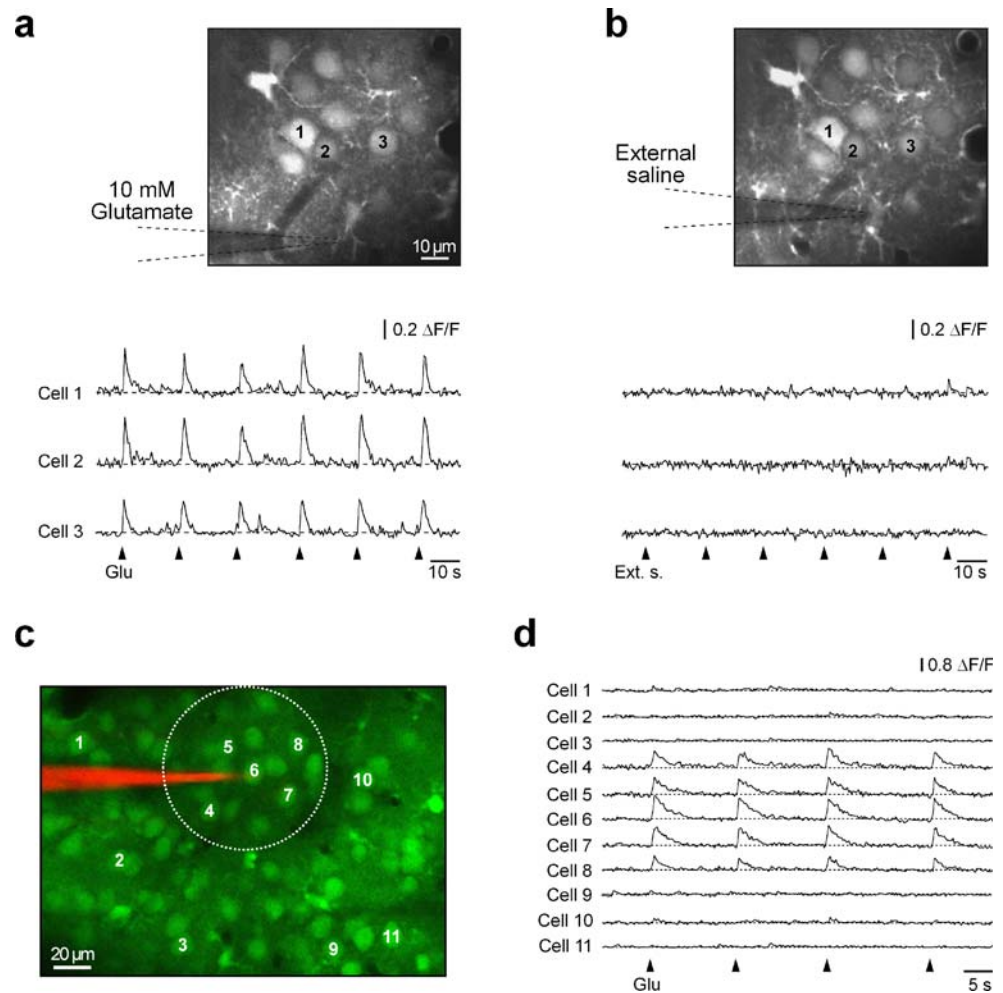 a
1
2
3
10 mM
Glutamate
10 µm
0.2 ΔF/F
Cell 1
Cell 2
Cell 3
Glu
10 s
b
1
2
3
External
saline
0.2 ΔF/F
Ext. s.
10 s
c
1
5
8
6
10
7
4
2
3
9
11
20 µm
d
0.8 ΔF/F
Cell 1
Cell 2
Cell 3
Cell 4
Cell 5
Cell 6
Cell 7
Cell 8
Cell 9
Cell 10
Cell 11
Glu
5 s